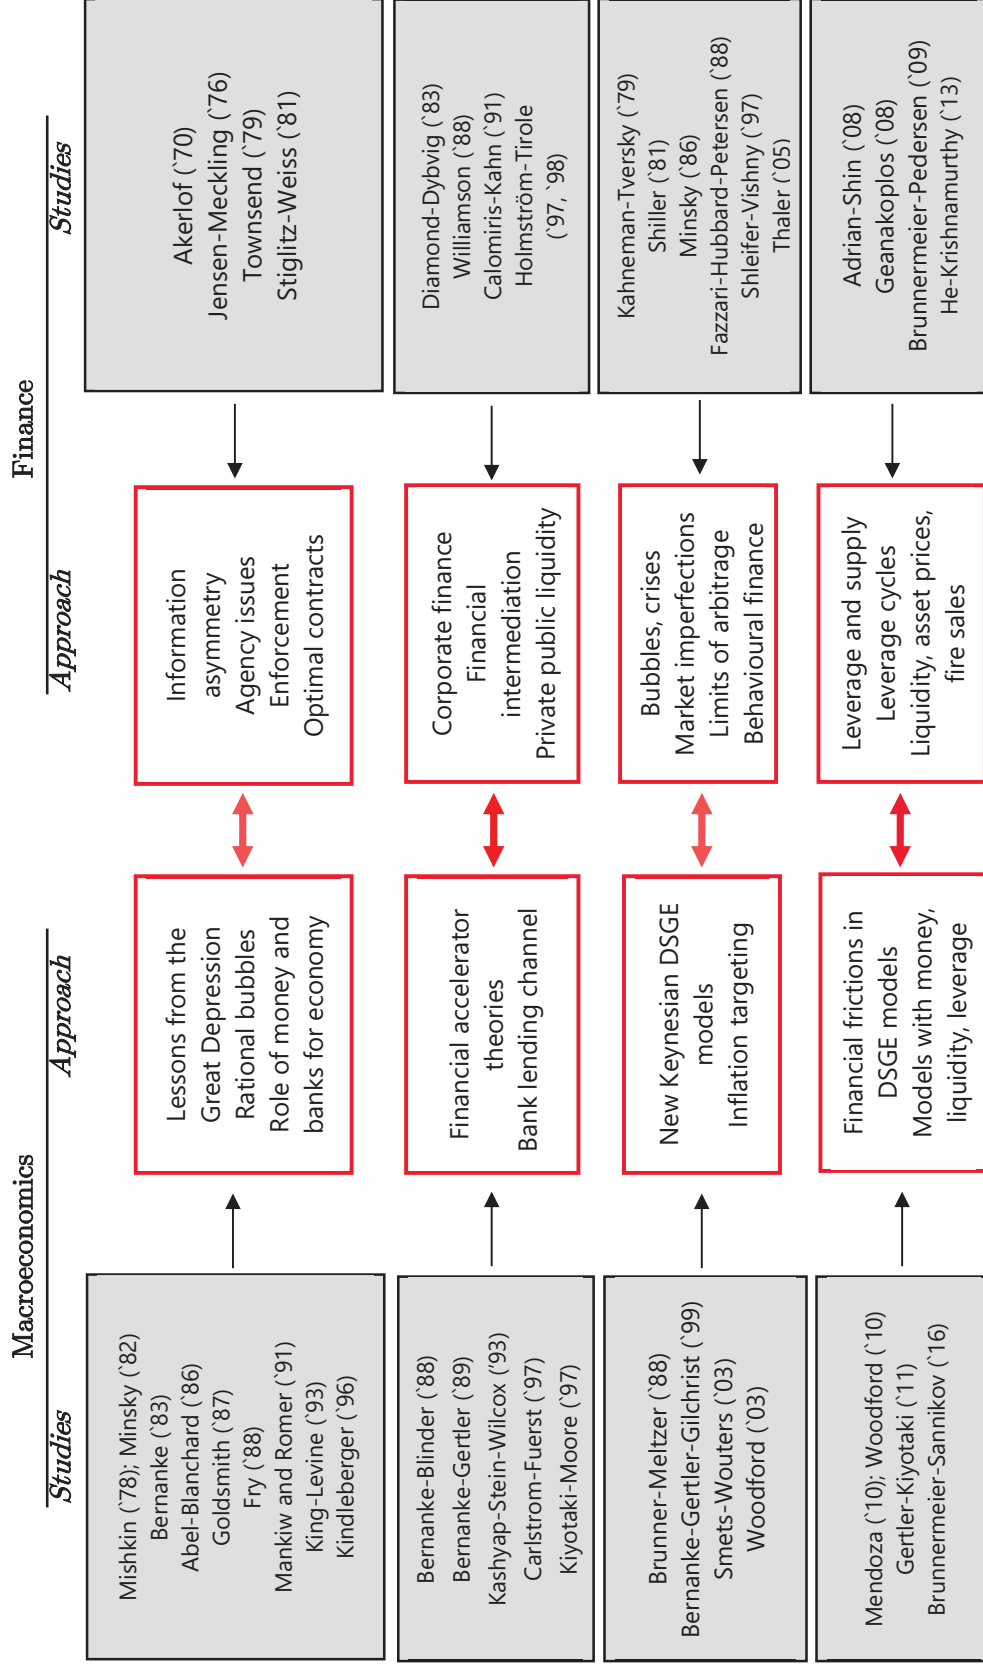 Macroeconomics
Finance
Studies
Approach
Approach
Studies
Mishkin (`78); Minsky (`82)
Bernanke (`83)
Abel-Blanchard (`86)
Goldsmith (`87)
Fry (`88)
Mankiw and Romer (`91)
King-Levine (`93)
Kindleberger (`96)
Lessons from the
Great Depression
Rational bubbles
Role of money and
banks for economy
Information
asymmetry
Agency issues
Enforcement
Optimal contracts
Akerlof (`70)
Jensen-Meckling (`76)
Townsend (`79)
Stiglitz-Weiss (`81)
Bernanke-Blinder (`88)
Bernanke-Gertler (`89)
Kashyap-Stein-Wilcox ('93)
Carlstrom-Fuerst (`97)
Kiyotaki-Moore (`97)
Financial accelerator
theories
Bank lending channel
Corporate finance
Financial
intermediation
Private public liquidity
Diamond-Dybvig (`83)
Williamson (`88)
Calomiris-Kahn (`91)
Holmström-Tirole
(`97, `98)
Brunner-Meltzer (`88)
Bernanke-Gertler-Gilchrist (`99)
Smets-Wouters (`03)
Woodford (`03)
New Keynesian DSGE
models
Inflation targeting
Bubbles, crises
Market imperfections
Limits of arbitrage
Behavioural finance
Kahneman-Tversky (`79)
Shiller (`81)
Minsky (`86)
Fazzari-Hubbard-Petersen (`88)
Shleifer-Vishny (`97)
Thaler (`05)
Mendoza (`10); Woodford (`10)
Gertler-Kiyotaki (`11)
Brunnermeier-Sannikov (`16)
Financial frictions in
DSGE models
Models with money,
liquidity, leverage
Leverage and supply
Leverage cycles
Liquidity, asset prices,
fire sales
Adrian-Shin (`08)
Geanakoplos (`08)
Brunnermeier-Pedersen (`09)
He-Krishnamurthy (`13)